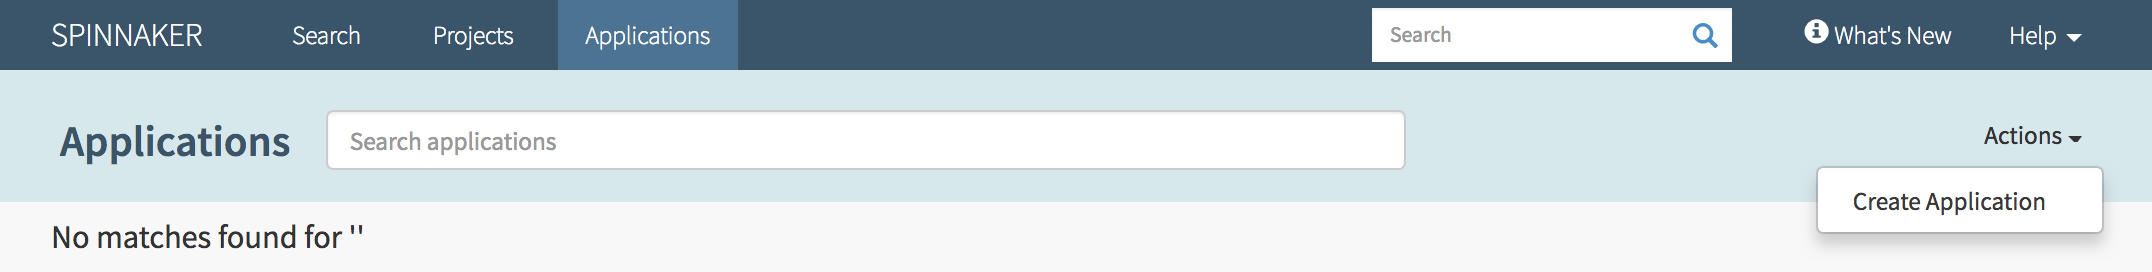 SPINNAKER Search Projects Applications Search What's New Help
Applications Search applications Actions
Create Application
No matches found for ''